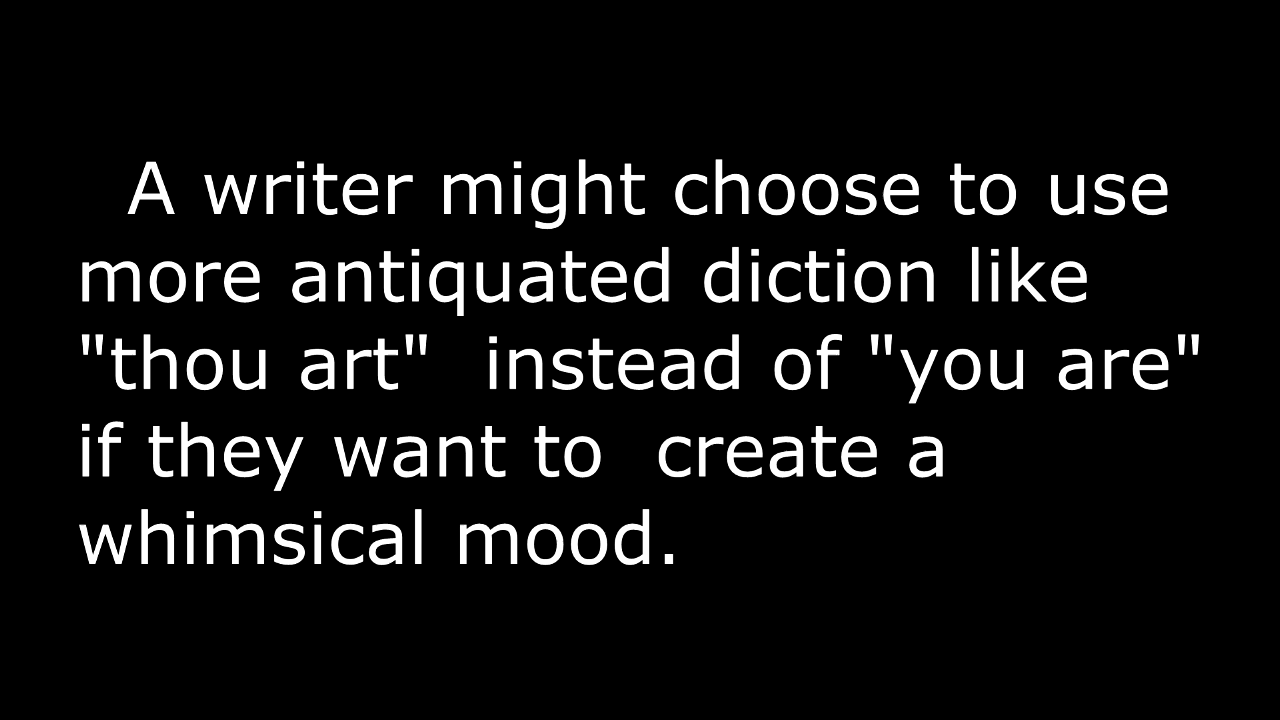 A writer might choose to use
more antiquated diction like
"thou art"  instead of "you are"
if they want to  create a
whimsical mood.